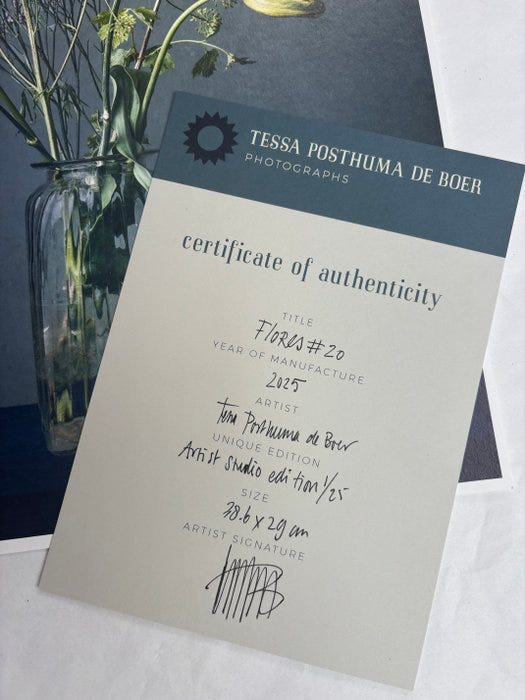 TESSA POSTHUMA DE BOER
PHOTOGRAPHS
certificate of authenticity
TITLE
Flores #20
YEAR OF MANUFACTURE
2025
ARTIST
Tessa Posthuma de Boer
UNIQUE EDITION
Artist studio edition 1/25
SIZE
38.6 x 29 cm
ARTIST SIGNATURE